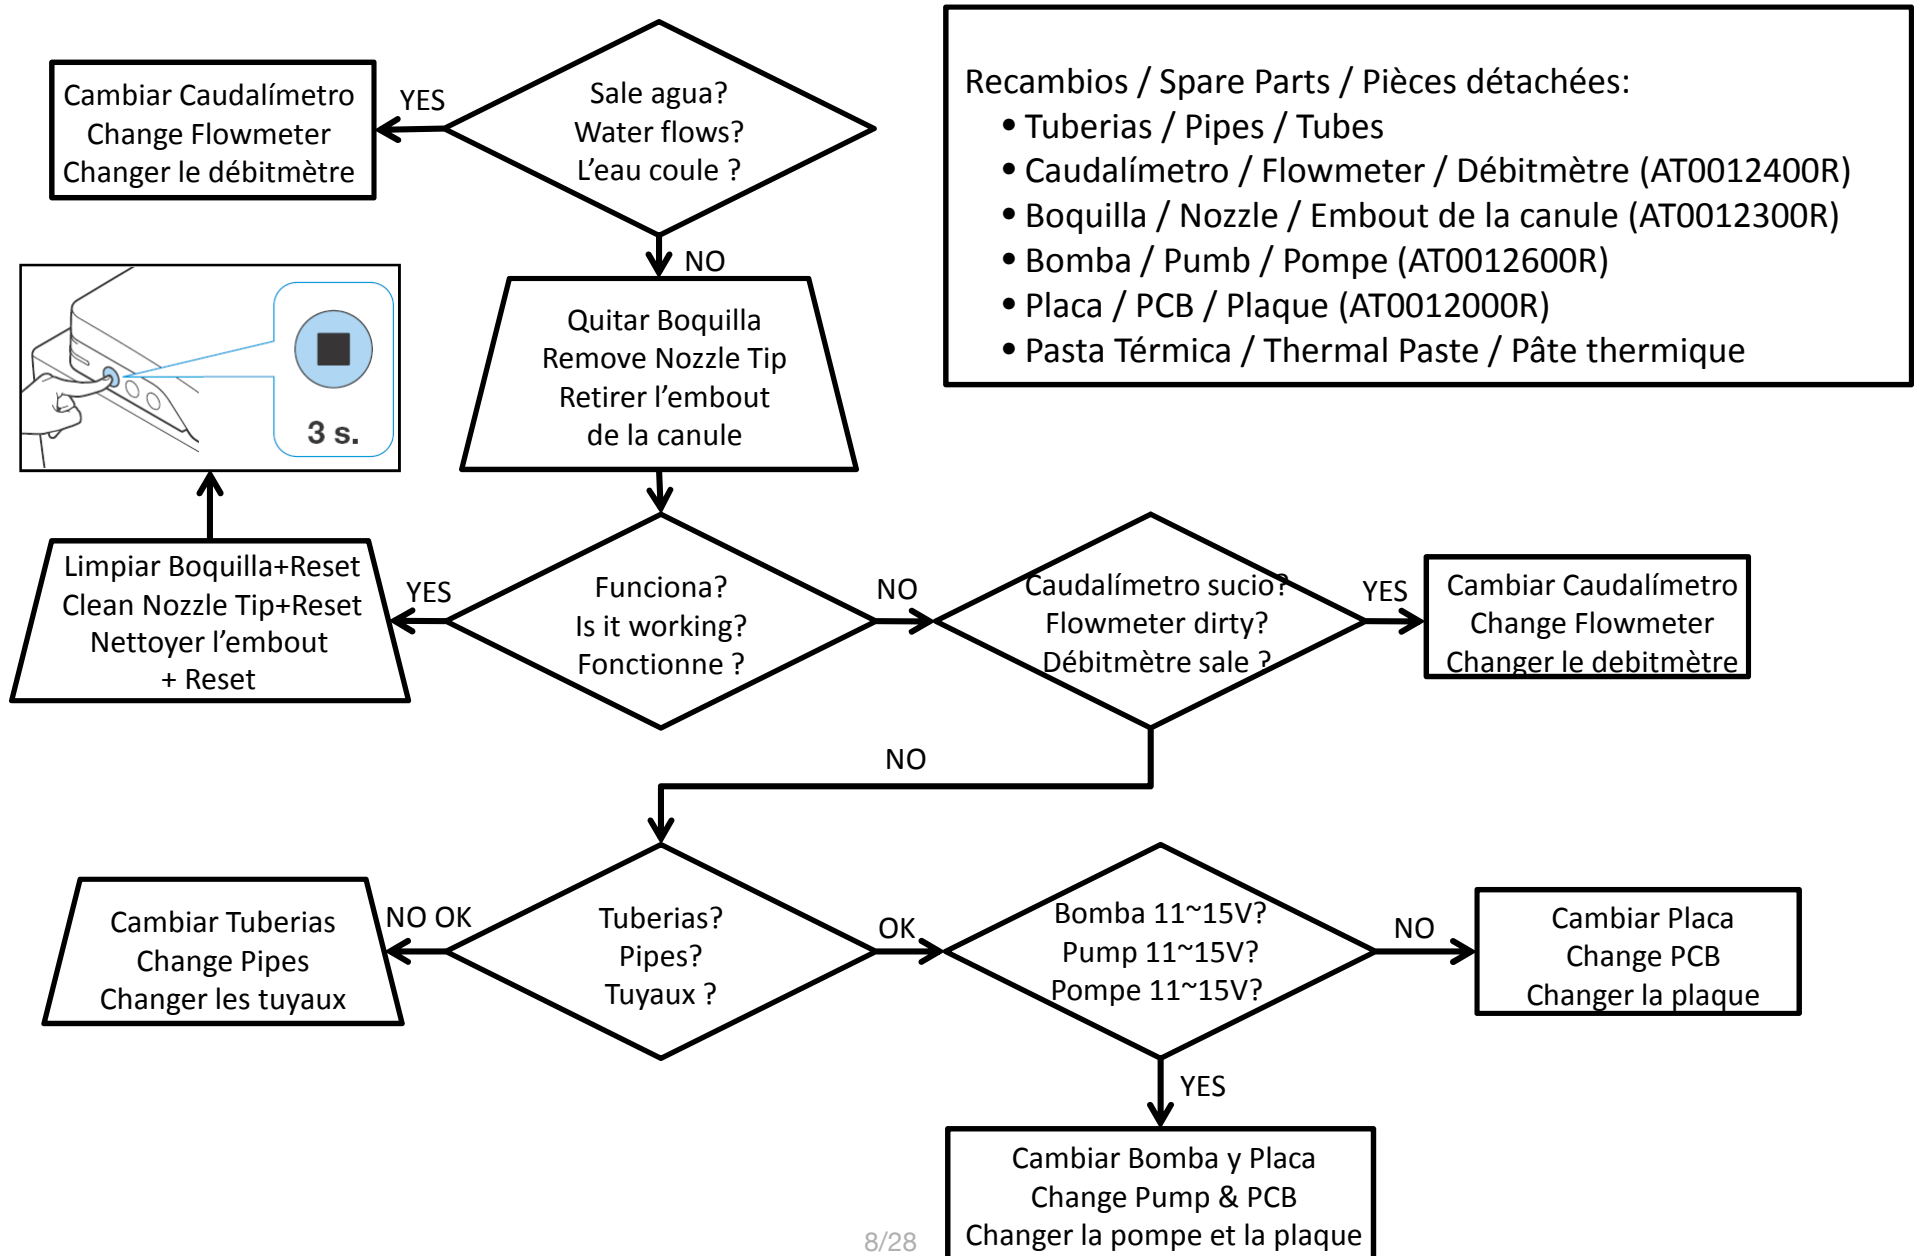 Sale agua?
Water flows?
L'eau coule ?
YES
Cambiar Caudalímetro
Change Flowmeter
Changer le débitmètre
Recambios / Spare Parts / Pièces détachées:
• Tuberias / Pipes / Tubes
• Caudalímetro / Flowmeter / Débitmètre (AT0012400R)
• Boquilla / Nozzle / Embout de la canule (AT0012300R)
• Bomba / Pumb / Pompe (AT0012600R)
• Placa / PCB / Plaque (AT0012000R)
• Pasta Térmica / Thermal Paste / Pâte thermique
NO
Quitar Boquilla
Remove Nozzle Tip
Retirer l'embout
de la canule
3 s.
Limpiar Boquilla+Reset
Clean Nozzle Tip+Reset
Nettoyer l'embout
+ Reset
YES
Funciona?
Is it working?
Fonctionne ?
NO
Caudalímetro sucio?
Flowmeter dirty?
Débitmètre sale ?
YES
Cambiar Caudalímetro
Change Flowmeter
Changer le debitmètre
NO
Cambiar Tuberias
Change Pipes
Changer les tuyaux
NO OK
Tuberias?
Pipes?
Tuyaux ?
OK
Bomba 11~15V?
Pump 11~15V?
Pompe 11~15V?
NO
Cambiar Placa
Change PCB
Changer la plaque
YES
Cambiar Bomba y Placa
Change Pump & PCB
Changer la pompe et la plaque
8/28